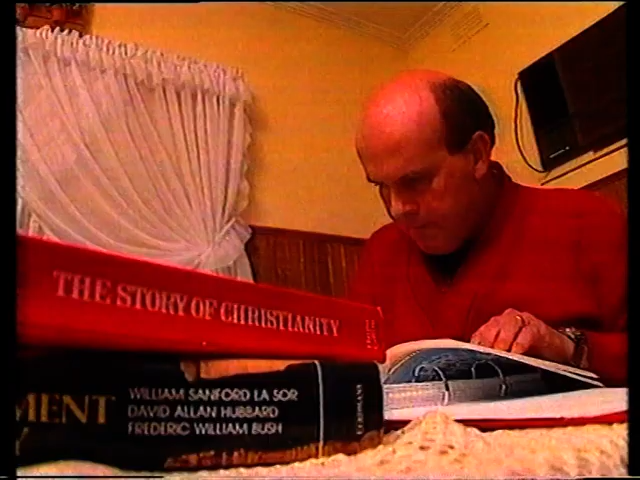 THE STORY OF CHRISTIANITY
MENT
WILLIAM SANFORD LA SOR
DAVID ALLAN HUBBARD
FREDERIC WILLIAM BUSH
EERDMANS